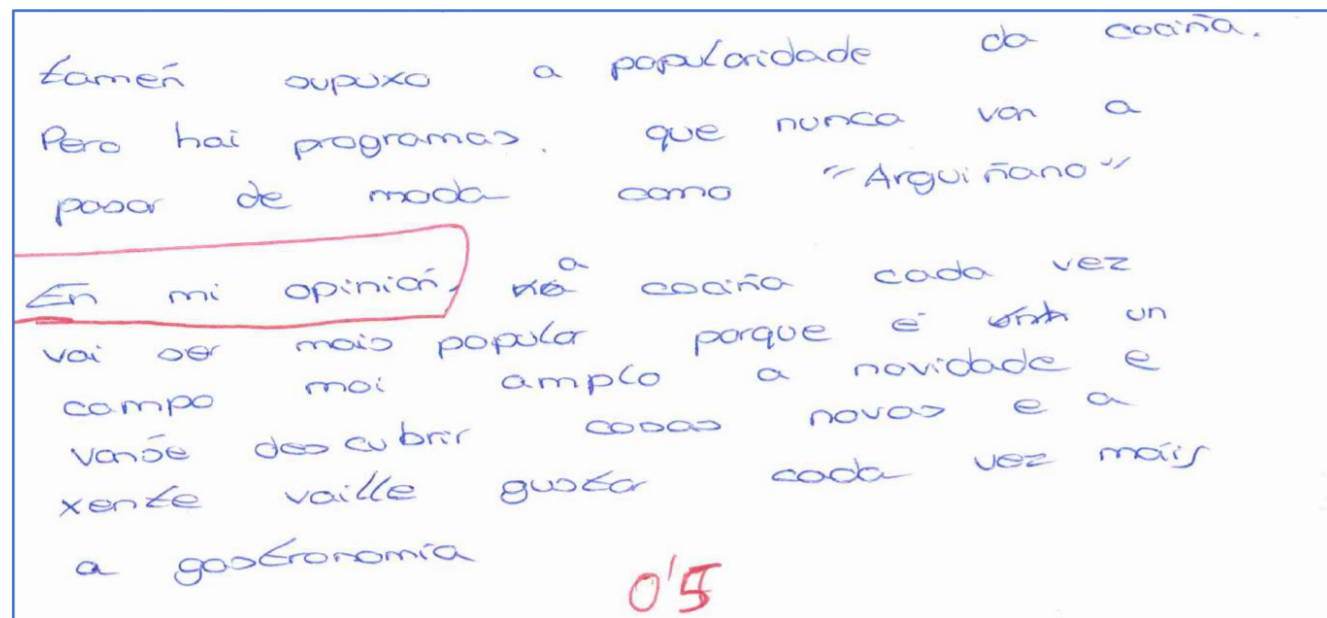 tamén supuxo a popularidade da cociña.
Pero hai programas. que nunca van a
pasar de moda como "Arguiñano"
En mi opinión, a cociña cada vez
vai ser mais popular porque é un
campo moi amplo a novidade e
vanse descubrir cosas novas e a
xente vaille gustar cada vez máis
a gastronomía
0'5